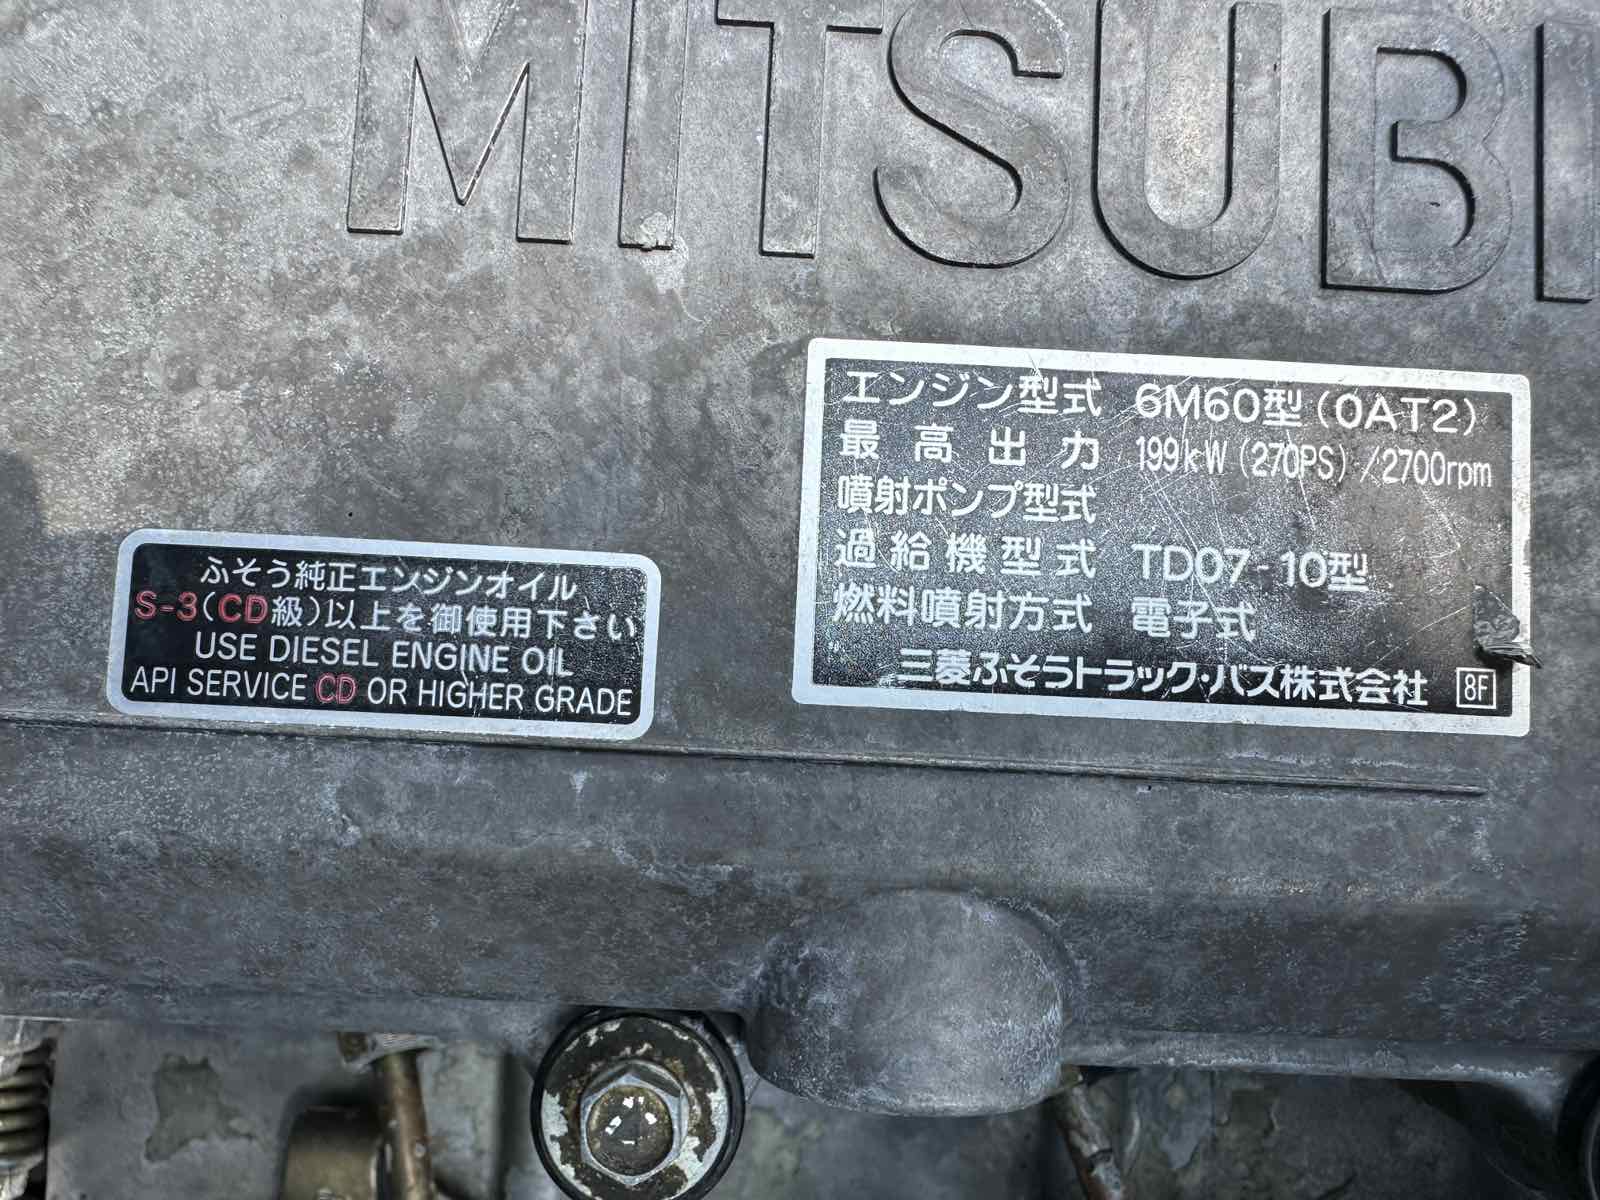 MITSUBI
エンジン型式 6M60型(0AT2)
最高出力 199kW(270PS)/2700rpm
噴射ポンプ型式
過給機型式 TD07-10型
燃料噴射方式 電子式
三菱ふそうトラック・バス株式会社 8F
ふそう純正エンジンオイル
S-3(CD級)以上を御使用下さい
USE DIESEL ENGINE OIL
API SERVICE CD OR HIGHER GRADE